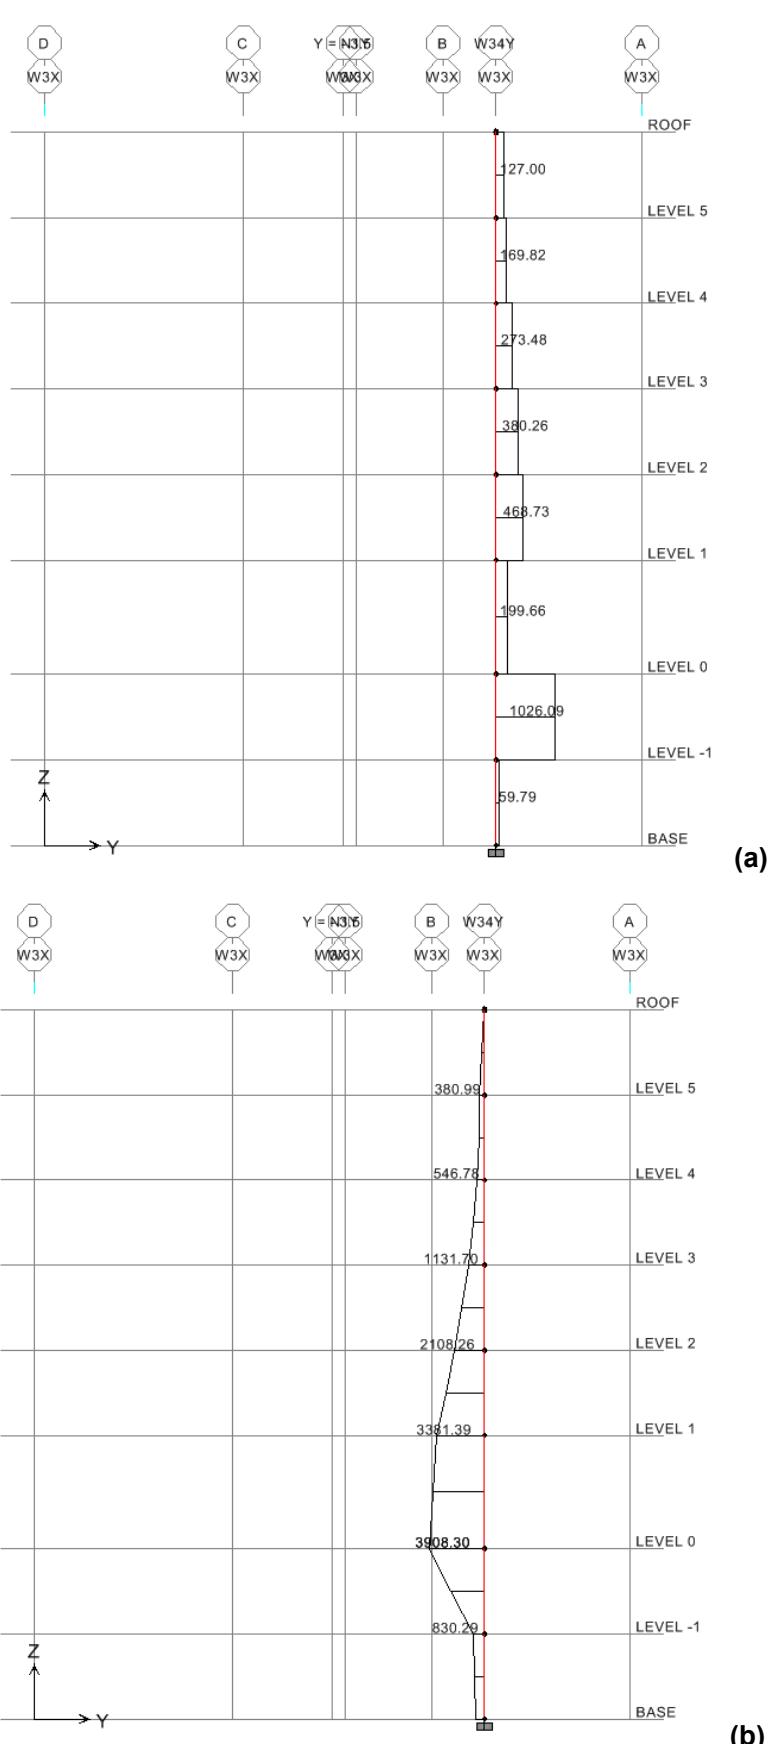 D C Y = B W34Y A
W3X W3X W3X W3X W3X W3X
ROOF
127.00
LEVEL 5
169.82
LEVEL 4
273.48
LEVEL 3
380.26
LEVEL 2
468.73
LEVEL 1
199.66
LEVEL 0
1026.09
LEVEL -1
Z
59.79
BASE
Y
(a)
D C Y = B W34Y A
W3X W3X W3X W3X W3X W3X
ROOF
380.99 LEVEL 5
546.78 LEVEL 4
1131.70 LEVEL 3
2108.26 LEVEL 2
3381.39 LEVEL 1
3908.30 LEVEL 0
830.29 LEVEL -1
Z
BASE
Y
(b)